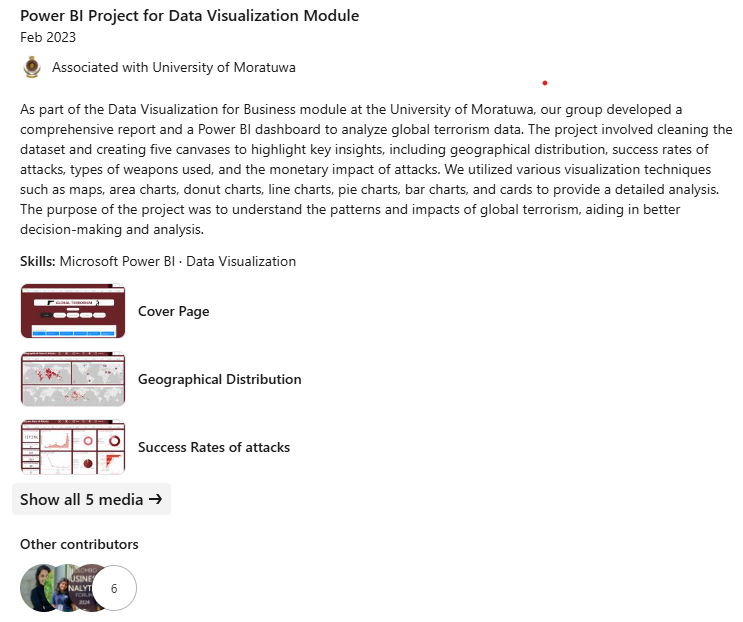 Power BI Project for Data Visualization Module
Feb 2023
Associated with University of Moratuwa
As part of the Data Visualization for Business module at the University of Moratuwa, our group developed a
comprehensive report and a Power BI dashboard to analyze global terrorism data. The project involved cleaning the
dataset and creating five canvases to highlight key insights, including geographical distribution, success rates of
attacks, types of weapons used, and the monetary impact of attacks. We utilized various visualization techniques
such as maps, area charts, donut charts, line charts, pie charts, bar charts, and cards to provide a detailed analysis.
The purpose of the project was to understand the patterns and impacts of global terrorism, aiding in better
decision-making and analysis.
Skills: Microsoft Power BI · Data Visualization
GLOBAL TERRORISM
Cover Page
Geographical Distribution
Success Rates of attacks
Show all 5 media →
Other contributors
6